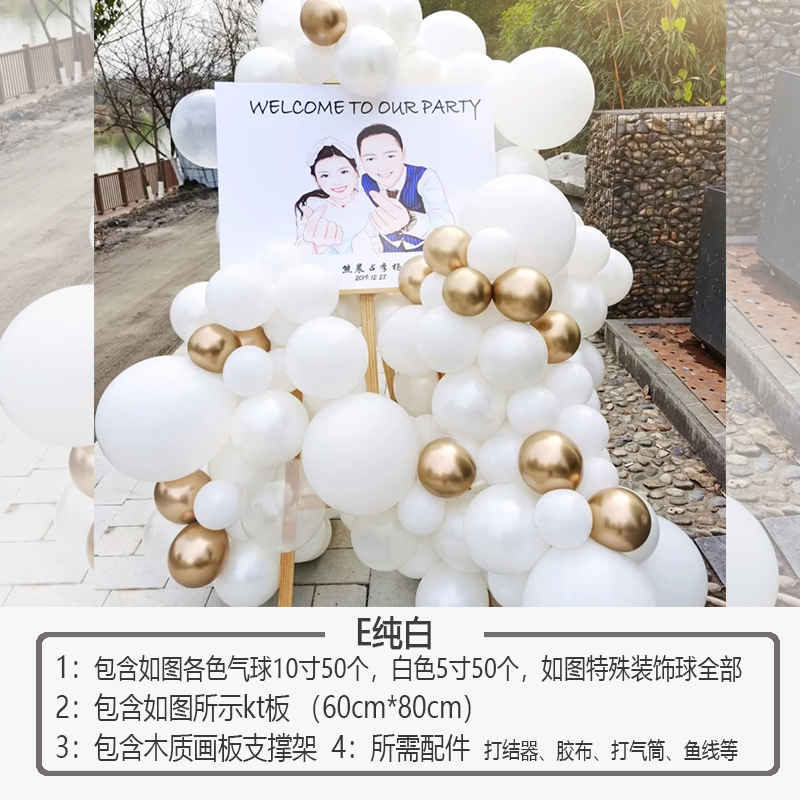 WELCOME TO OUR PARTY
2019.12.28
E纯白
1：包含如图各色气球10寸50个，白色5寸50个，如图特殊装饰球全部
2：包含如图所示kt板 （60cm*80cm）
3：包含木质画板支撑架 4：所需配件 打结器、胶布、打气筒、鱼线等